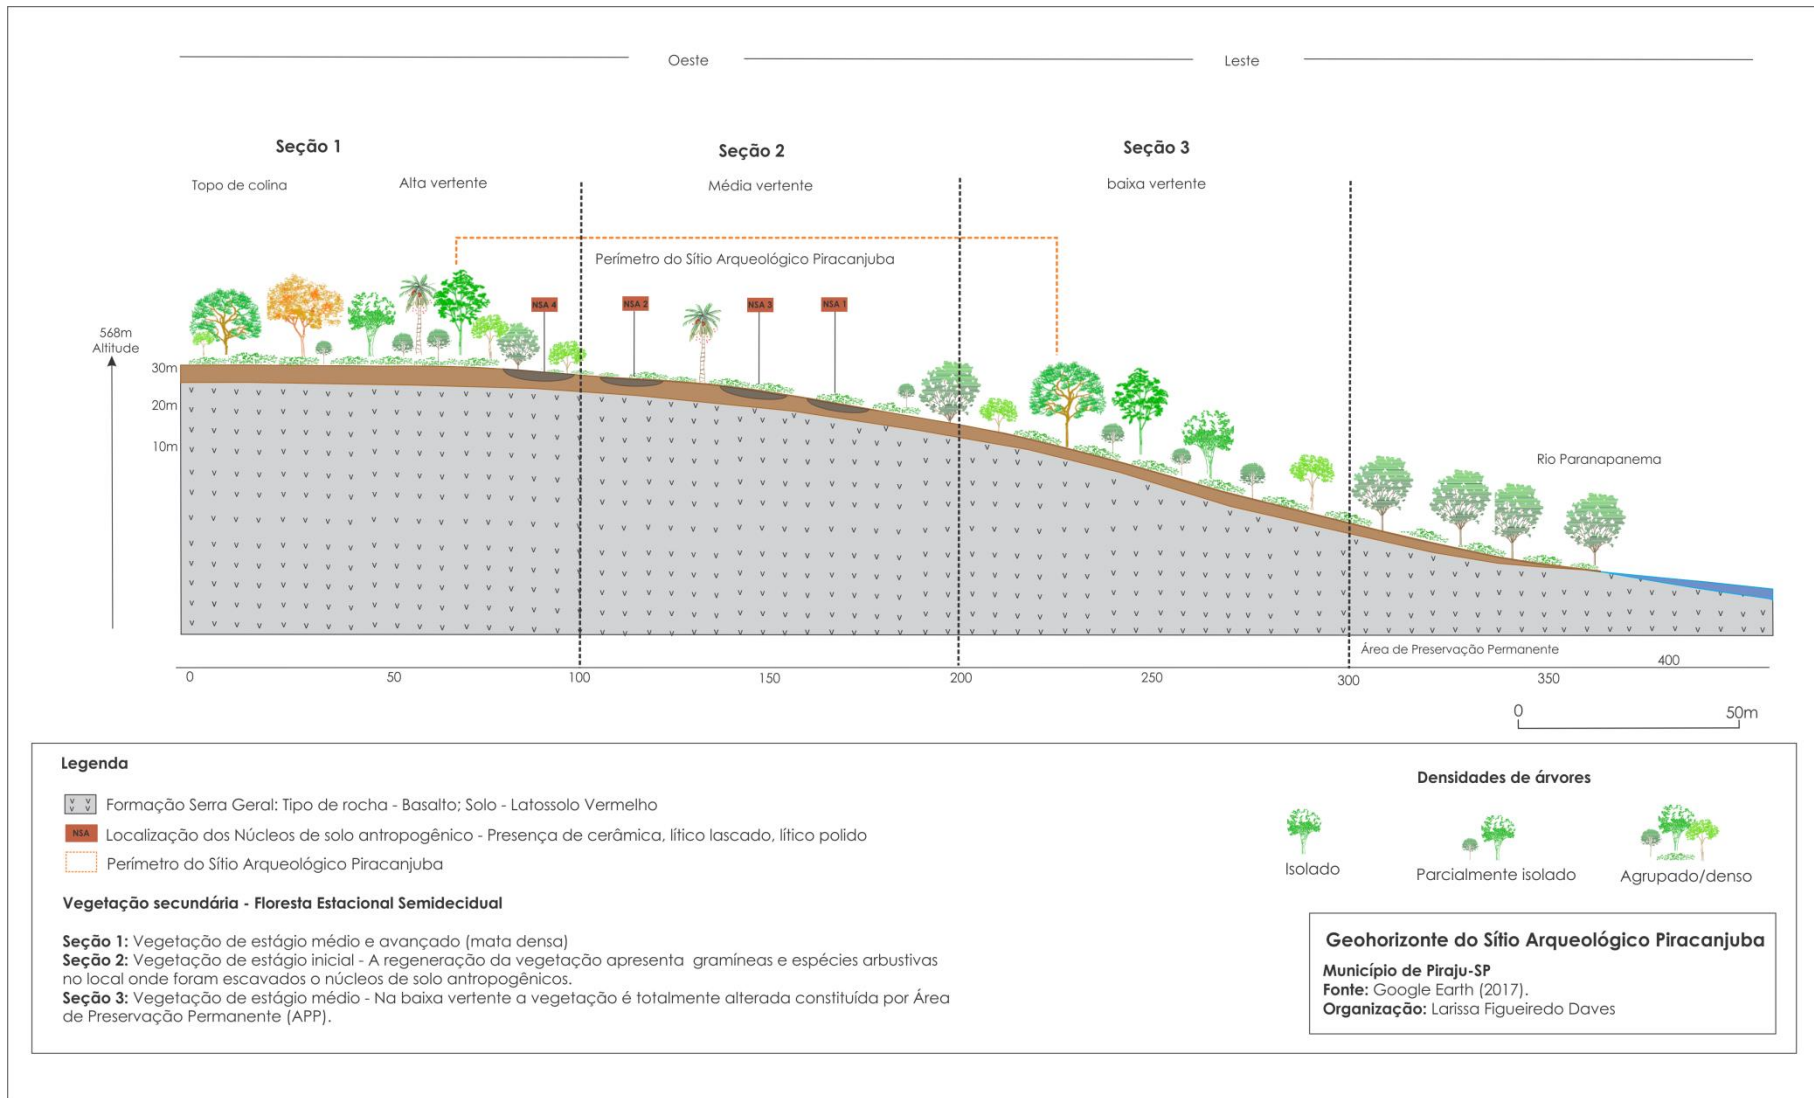 Oeste
Leste
Seção 1
Seção 2
Seção 3
Topo de colina
Alta vertente
Média vertente
baixa vertente
Perímetro do Sítio Arqueológico Piracanjuba
NSA 4
NSA 2
NSA 3
NSA 1
568m
Altitude
30m
20m
10m
Rio Paranapanema
Área de Preservação Permanente
0
50
100
150
200
250
300
350
400
0
50m
Legenda
Formação Serra Geral: Tipo de rocha - Basalto; Solo - Latossolo Vermelho
NSA
Localização dos Núcleos de solo antropogênico - Presença de cerâmica, lítico lascado, lítico polido
Perímetro do Sítio Arqueológico Piracanjuba
Vegetação secundária - Floresta Estacional Semidecidual
Seção 1: Vegetação de estágio médio e avançado (mata densa)
Seção 2: Vegetação de estágio inicial - A regeneração da vegetação apresenta gramíneas e espécies arbustivas
no local onde foram escavados o núcleos de solo antropogênicos.
Seção 3: Vegetação de estágio médio - Na baixa vertente a vegetação é totalmente alterada constituída por Área
de Preservação Permanente (APP).
Densidades de árvores
Isolado
Parcialmente isolado
Agrupado/denso
Geohorizonte do Sítio Arqueológico Piracanjuba
Município de Piraju-SP
Fonte: Google Earth (2017).
Organização: Larissa Figueiredo Daves